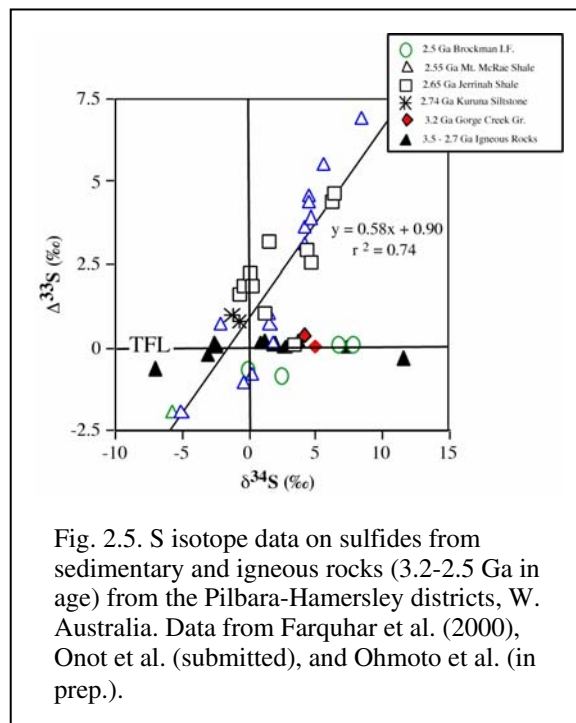 2.5 Ga Brockman I.F.
2.55 Ga Mt. McRae Shale
2.65 Ga Jerrinah Shale
2.74 Ga Kuruna Siltstone
3.2 Ga Gorge Creek Gr.
3.5 - 2.7 Ga Igneous Rocks
7.5
5
2.5
0
-2.5
Δ33S (‰)
y = 0.58x + 0.90
r 2 = 0.74
TFL
-10 -5 0 5 10 15
δ34S (‰)
Fig. 2.5. S isotope data on sulfides from
sedimentary and igneous rocks (3.2-2.5 Ga in
age) from the Pilbara-Hamersley districts, W.
Australia. Data from Farquhar et al. (2000),
Onot et al. (submitted), and Ohmoto et al. (in
prep.).